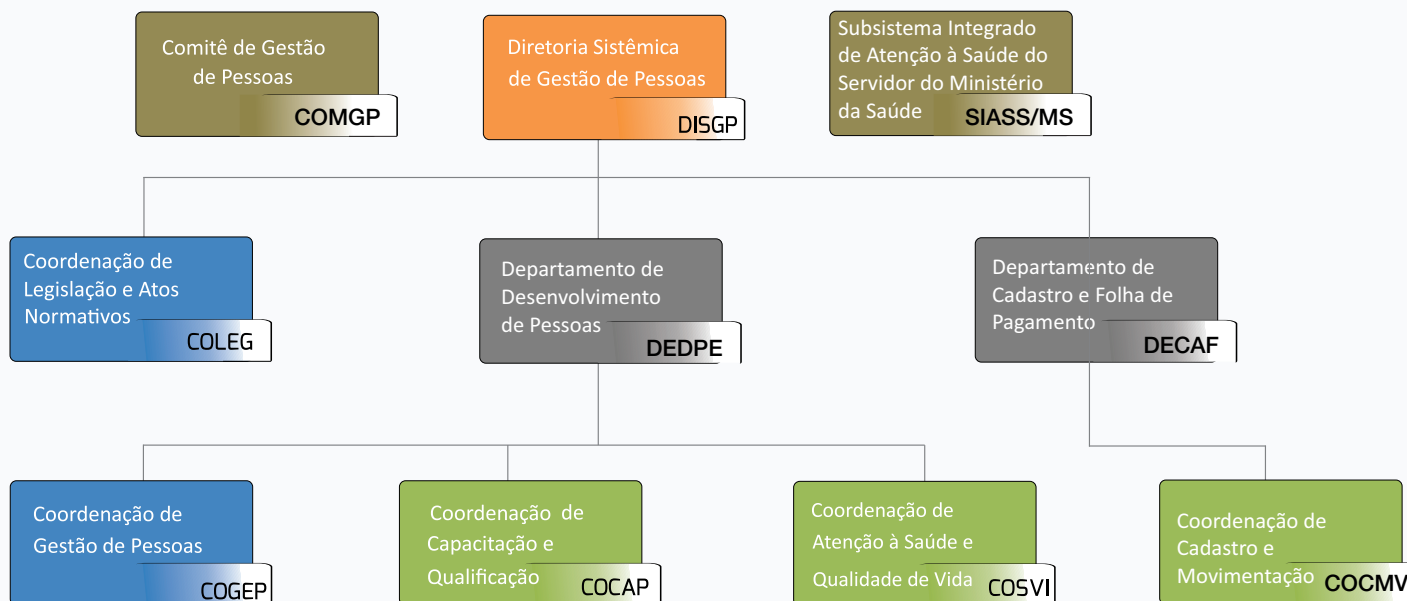 Comitê de Gestão
de Pessoas
COMGP
Diretoria Sistêmica
de Gestão de Pessoas
DISGP
Subsistema Integrado
de Atenção à Saúde do
Servidor do Ministério
da Saúde
SIASS/MS
Coordenação de
Legislação e Atos
Normativos
COLEG
Departamento de
Desenvolvimento
de Pessoas
DEDPE
Departamento de
Cadastro e Folha de
Pagamento
DECAF
Coordenação de
Gestão de Pessoas
COGEP
Coordenação de
Capacitação e
Qualificação
COCAP
Coordenação de
Atenção à Saúde e
Qualidade de Vida
COSVI
Coordenação de
Cadastro e
Movimentação
COCMV